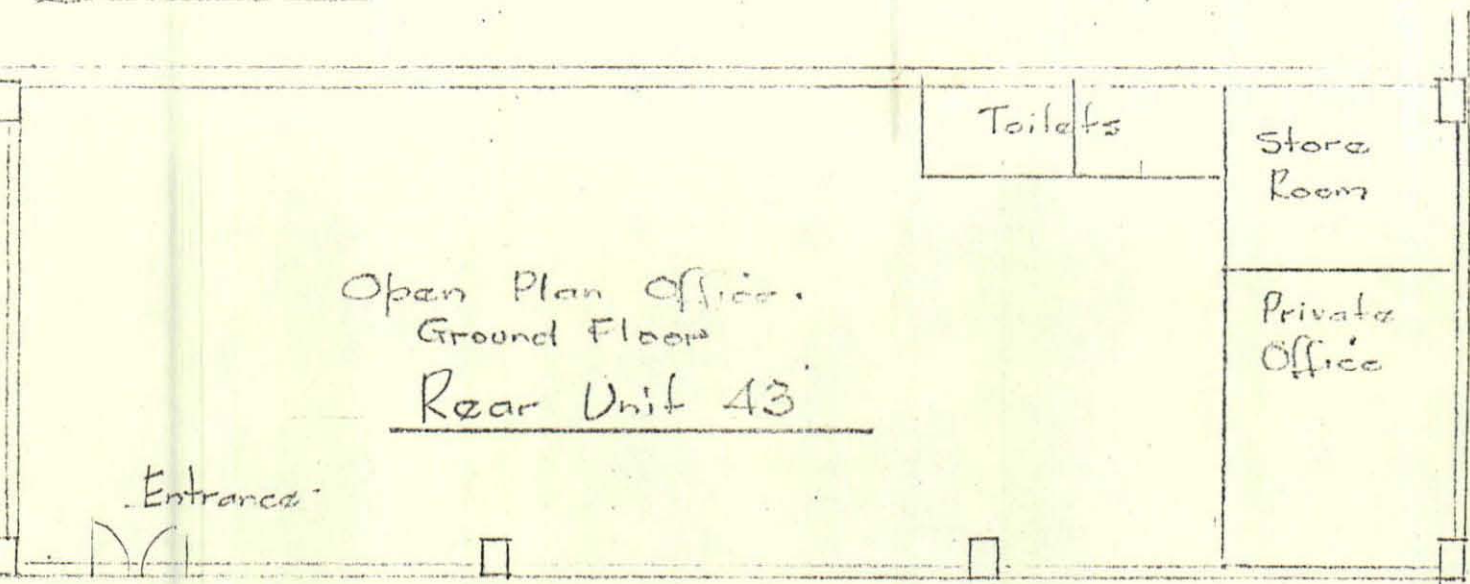 Toilets
Store
Room
Open Plan Office.
Ground Floor
Rear Unit 43
Private
Office
Entrance